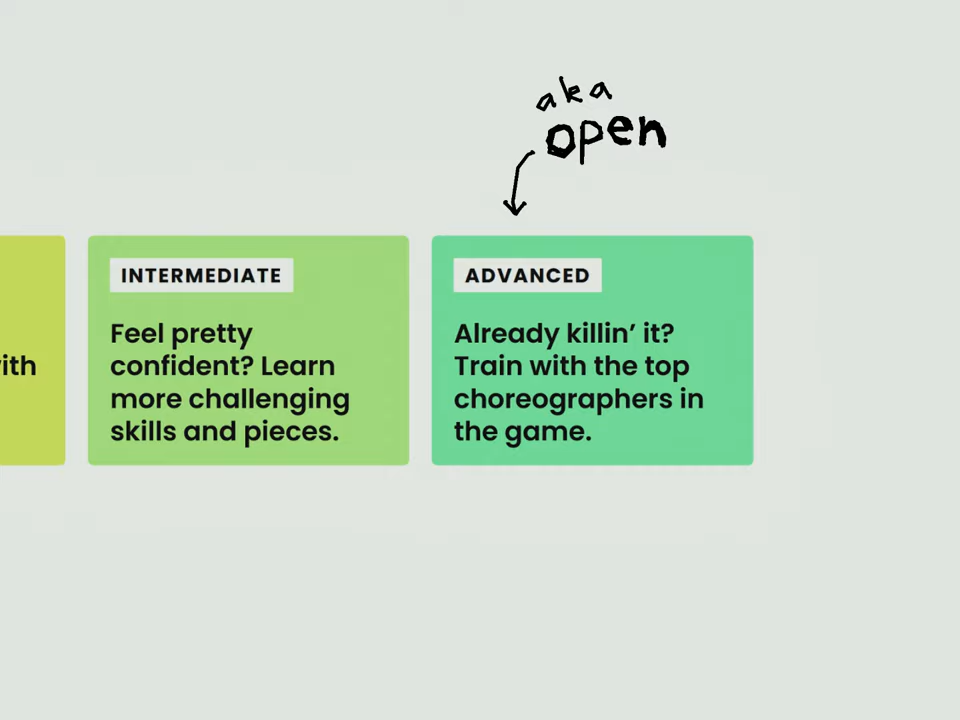 aka
open
ith
INTERMEDIATE
Feel pretty
confident? Learn
more challenging
skills and pieces.
ADVANCED
Already killin’ it?
Train with the top
choreographers in
the game.